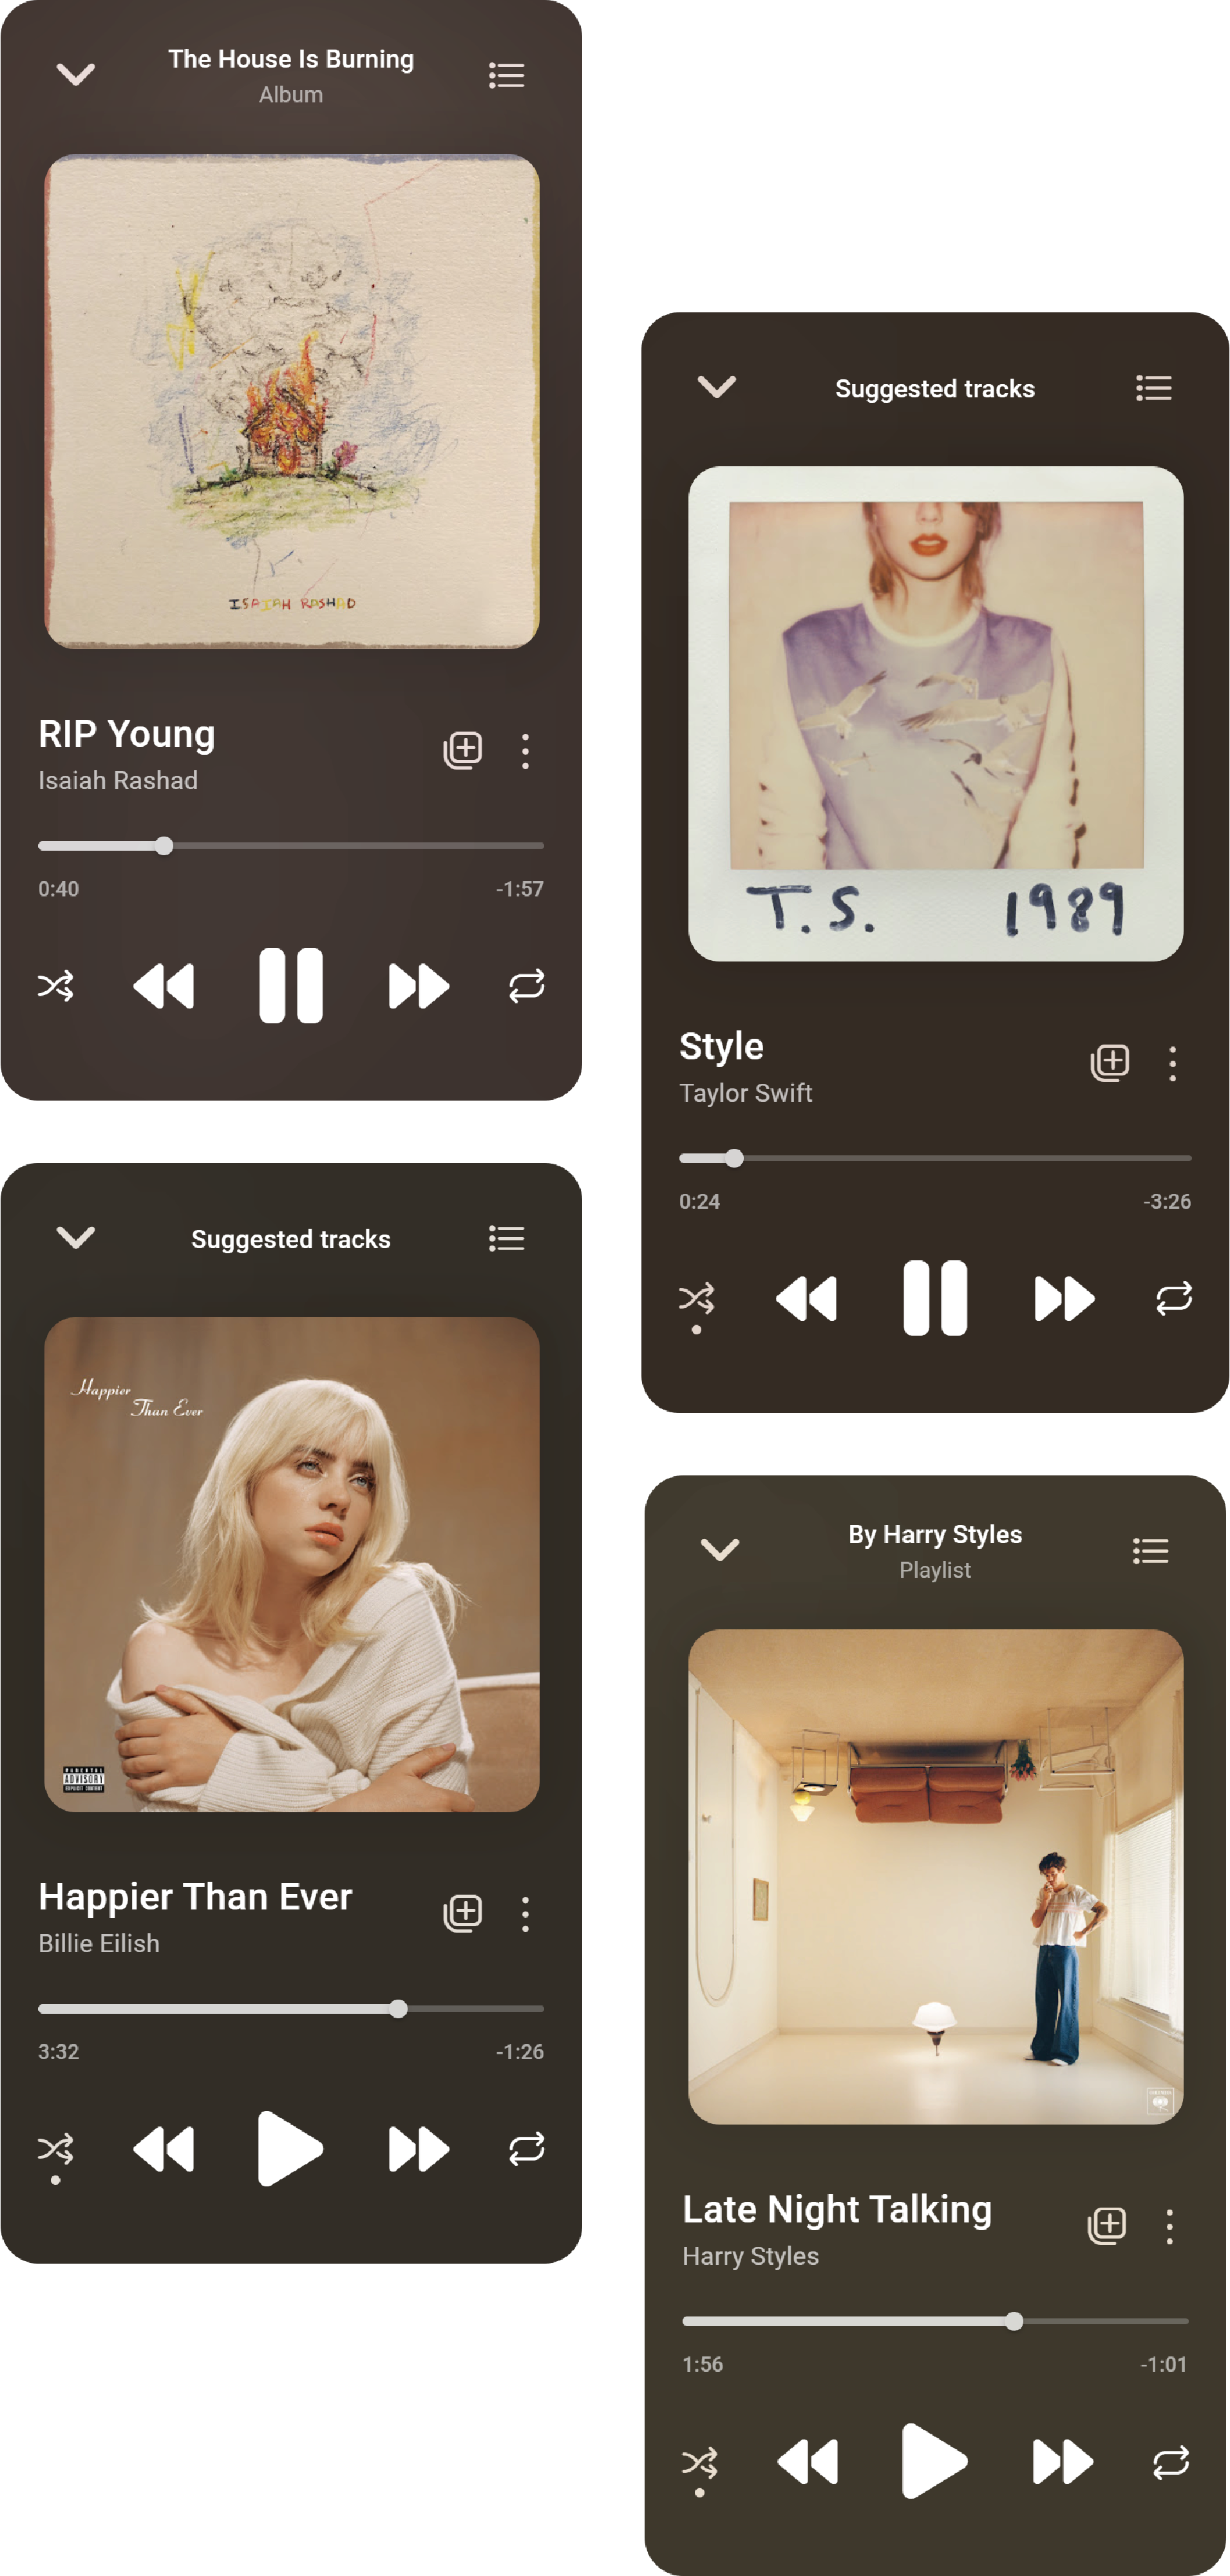 The House Is Burning
Album
ISAIAH RASHAD
RIP Young
Isaiah Rashad
0:40
-1:57
Suggested tracks
T.S. 1989
Style
Taylor Swift
0:24
-3:26
Suggested tracks
Happier
Than Ever
PARENTAL
ADVISORY
EXPLICIT CONTENT
Happier Than Ever
Billie Eilish
3:32
-1:26
By Harry Styles
Playlist
Late Night Talking
Harry Styles
1:56
-1:01